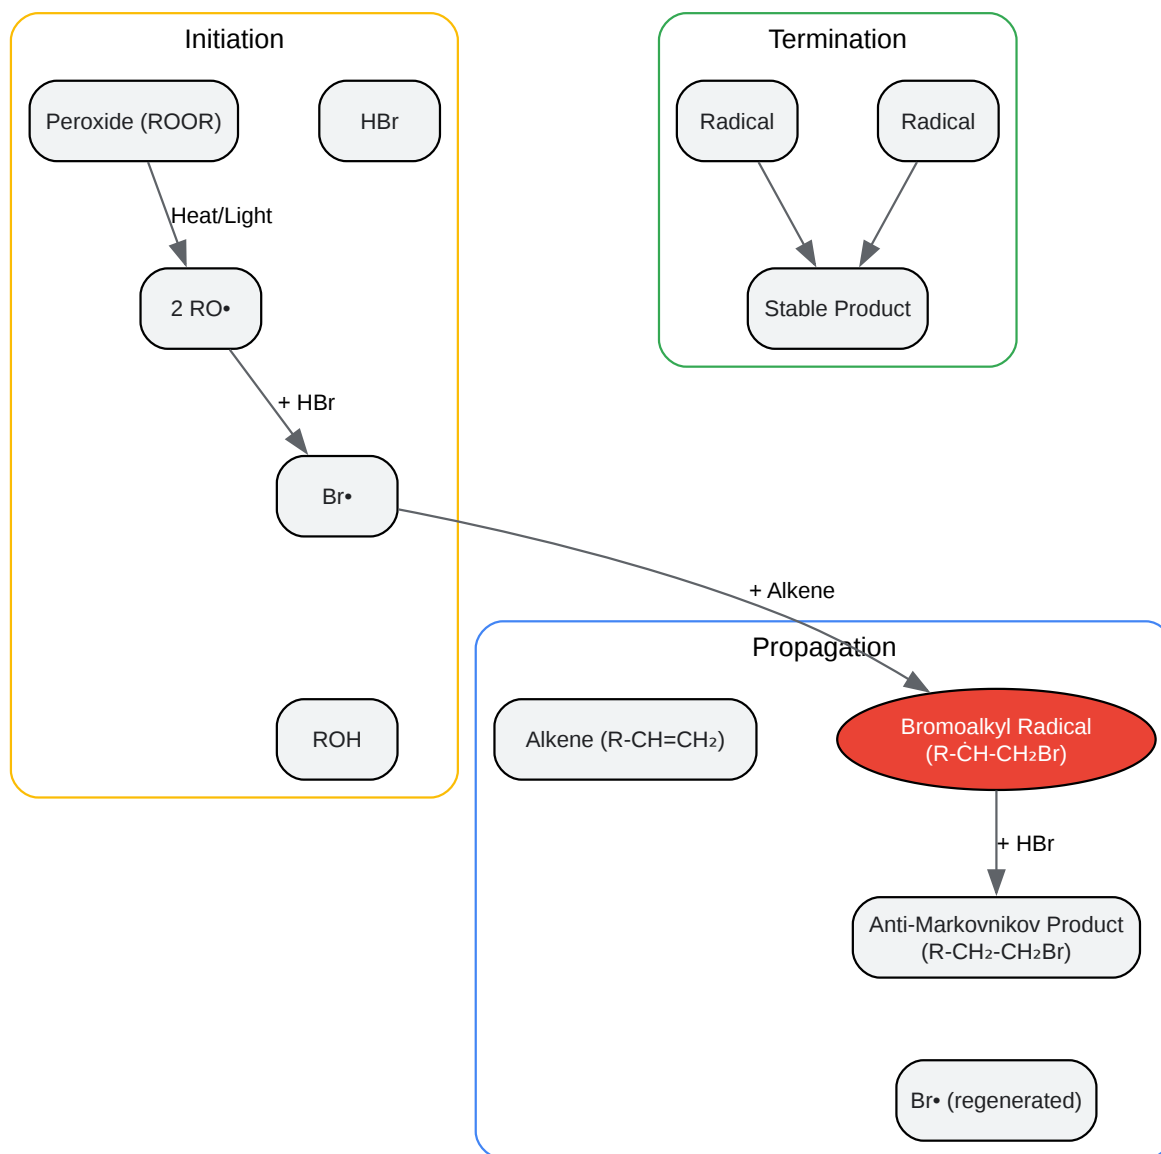 Initiation
Peroxide (ROOR)
HBr
Heat/Light
2 RO•
+ HBr
Br•
ROH
Termination
Radical
Radical
Stable Product
+ Alkene
Propagation
Alkene (R-CH=CH₂)
Bromoalkyl Radical
(R-ĊH-CH₂Br)
+ HBr
Anti-Markovnikov Product
(R-CH₂-CH₂Br)
Br• (regenerated)